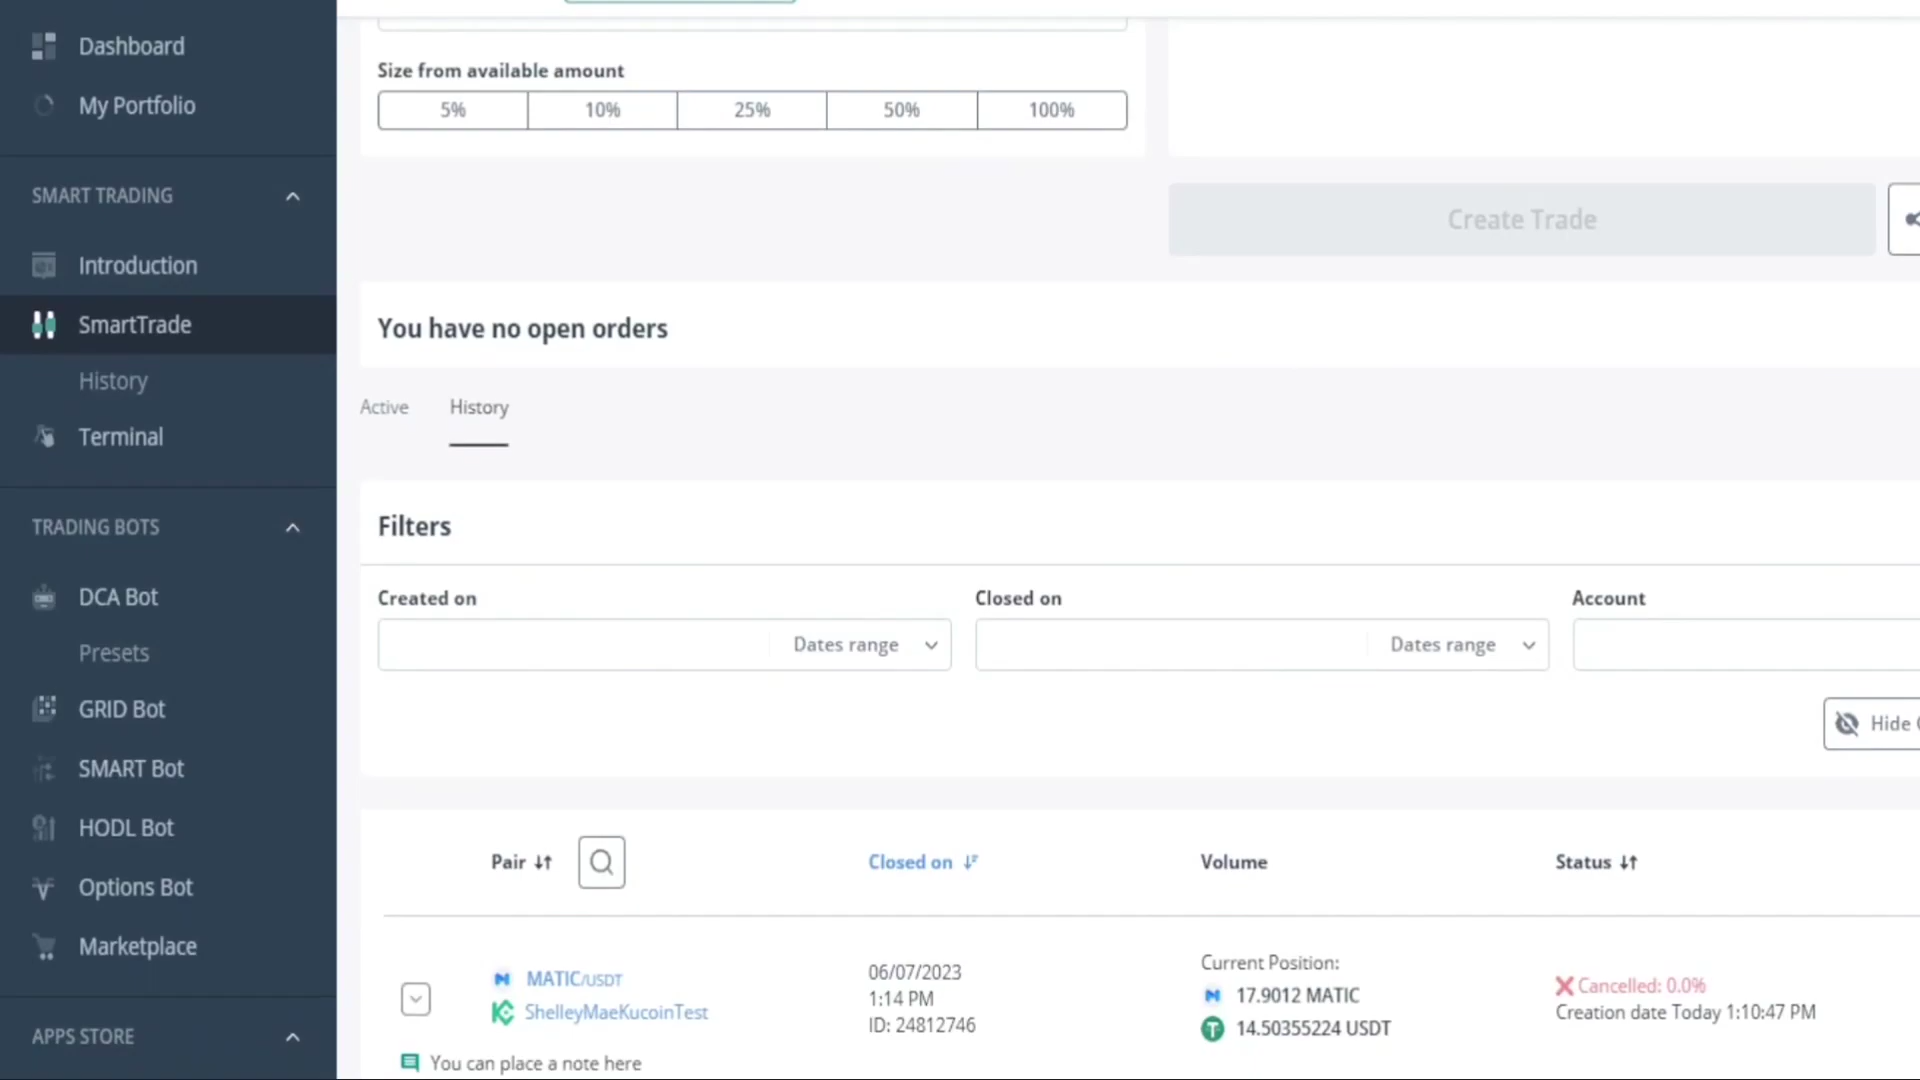 Dashboard
My Portfolio
SMART TRADING
Introduction
SmartTrade
History
Terminal
TRADING BOTS
DCA Bot
Presets
GRID Bot
SMART Bot
HODL Bot
Options Bot
Marketplace
APPS STORE
Size from available amount
5% 10% 25% 50% 100%
Create Trade
You have no open orders
Active History
Filters
Created on Closed on Account
Dates range Dates range
Hide
Pair Closed on Volume Status
MATIC/USDT
ShelleyMaeKucoinTest
06/07/2023
1:14 PM
ID: 24812746
Current Position:
17.9012 MATIC
14.50355224 USDT
Cancelled: 0.0%
Creation date Today 1:10:47 PM
You can place a note here